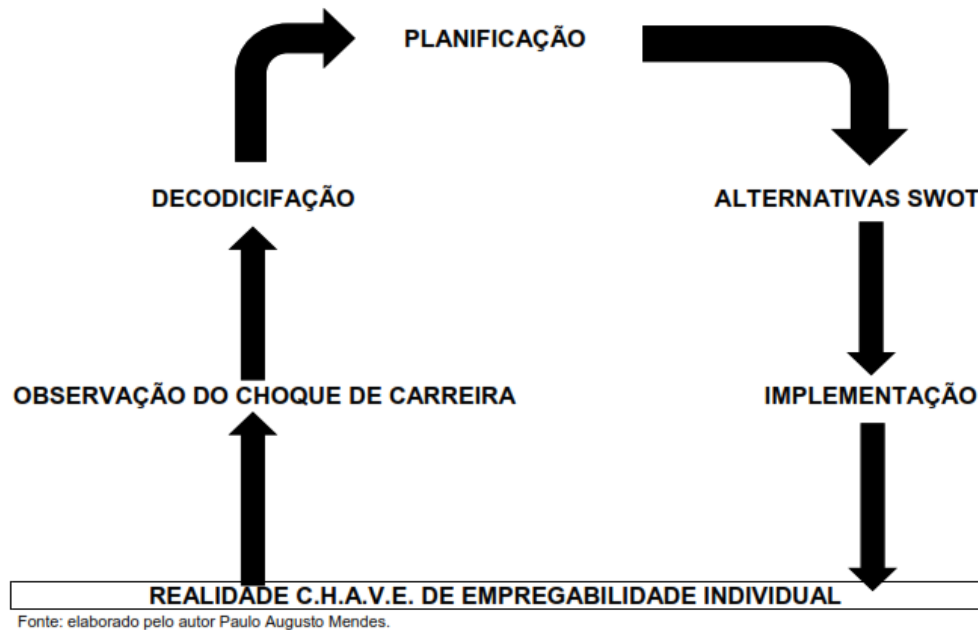 PLANIFICAÇÃO
DECODICIFAÇÃO
ALTERNATIVAS SWOT
OBSERVAÇÃO DO CHOQUE DE CARREIRA
IMPLEMENTAÇÃO
REALIDADE C.H.A.V.E. DE EMPREGABILIDADE INDIVIDUAL
Fonte: elaborado pelo autor Paulo Augusto Mendes.